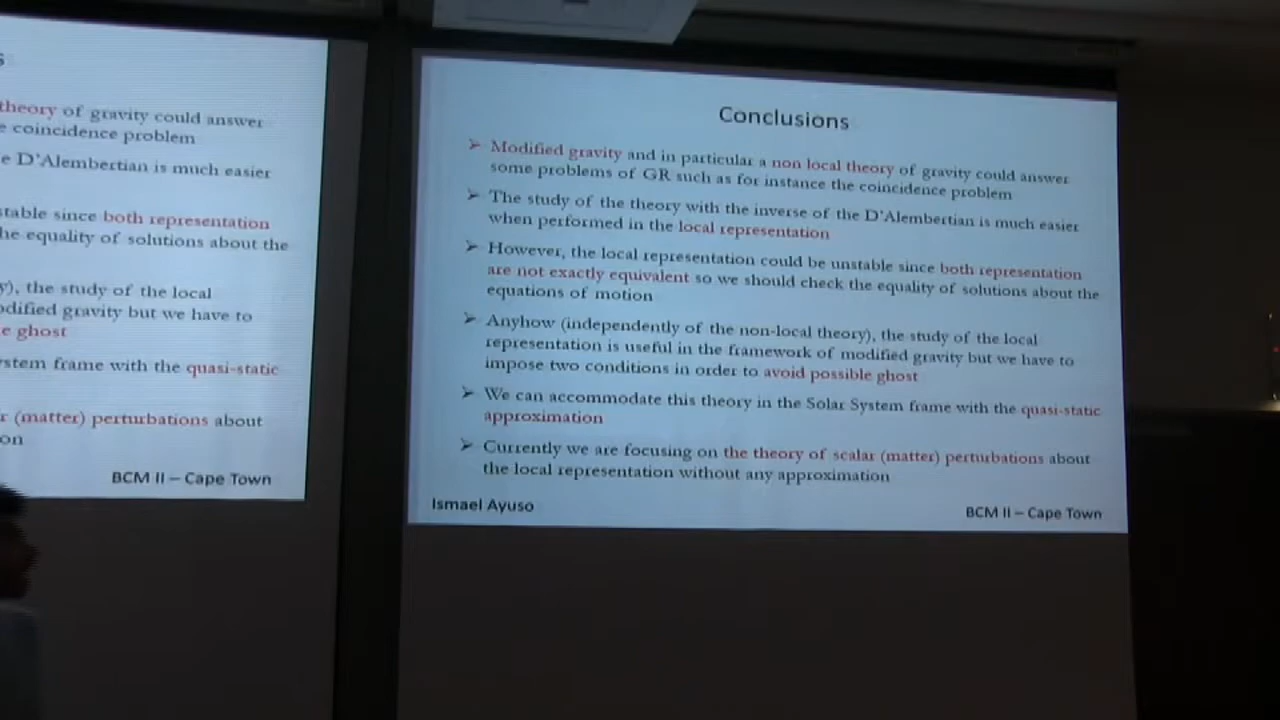 s
theory of gravity could answer
e coincidence problem
e D'Alembertian is much easier
stable since both representation
he equality of solutions about the
y), the study of the local
odified gravity but we have to
e ghost
ystem frame with the quasi-static
r (matter) perturbations about
on
BCM II – Cape Town
Conclusions
➢ Modified gravity and in particular a non local theory of gravity could answer
some problems of GR such as for instance the coincidence problem
➢ The study of the theory with the inverse of the D'Alembertian is much easier
when performed in the local representation
➢ However, the local representation could be unstable since both representation
are not exactly equivalent so we should check the equality of solutions about the
equations of motion
➢ Anyhow (independently of the non-local theory), the study of the local
representation is useful in the framework of modified gravity but we have to
impose two conditions in order to avoid possible ghost
➢ We can accommodate this theory in the Solar System frame with the quasi-static
approximation
➢ Currently we are focusing on the theory of scalar (matter) perturbations about
the local representation without any approximation
Ismael Ayuso
BCM II – Cape Town